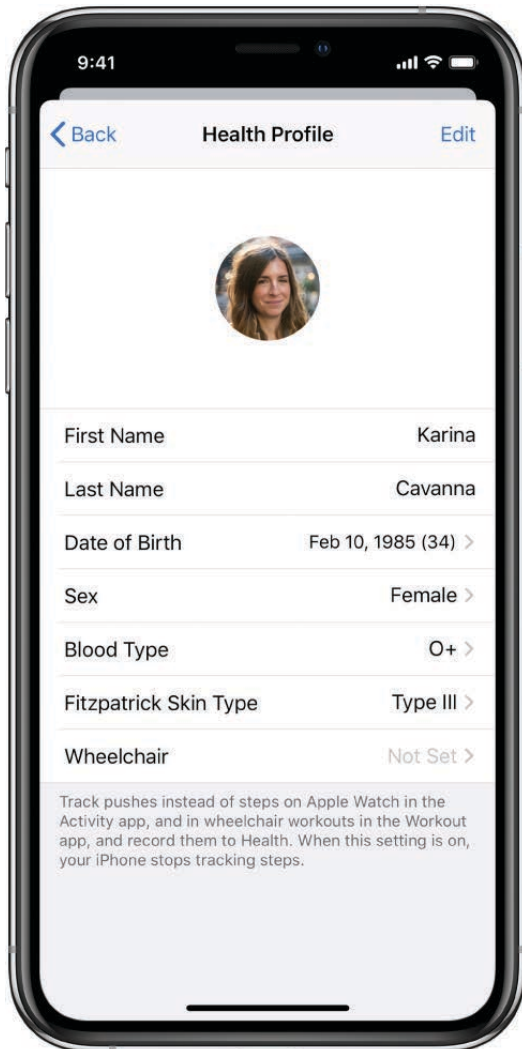 9:41
Back Health Profile Edit
First Name Karina
Last Name Cavanna
Date of Birth Feb 10, 1985 (34)
Sex Female
Blood Type O+
Fitzpatrick Skin Type Type III
Wheelchair Not Set
Track pushes instead of steps on Apple Watch in the
Activity app, and in wheelchair workouts in the Workout
app, and record them to Health. When this setting is on,
your iPhone stops tracking steps.